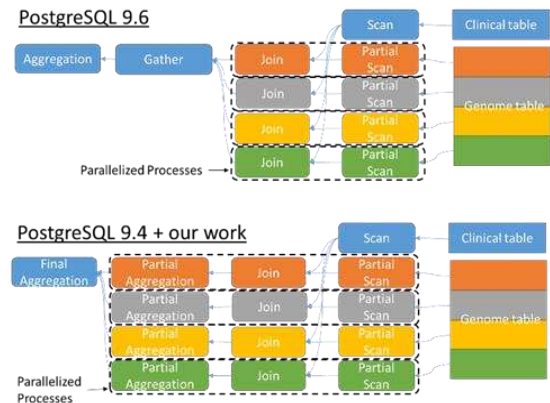 PostgreSQL 9.6
Scan
Clinical table
Aggregation
Gather
Join
Partial
Scan
Join
Partial
Scan
Genome table
Join
Partial
Scan
Join
Partial
Scan
Parallelized Processes
PostgreSQL 9.4 + our work
Scan
Clinical table
Final
Aggregation
Partial
Aggregation
Join
Partial
Scan
Partial
Aggregation
Join
Partial
Scan
Genome table
Partial
Aggregation
Join
Partial
Scan
Partial
Aggregation
Join
Partial
Scan
Parallelized
Processes